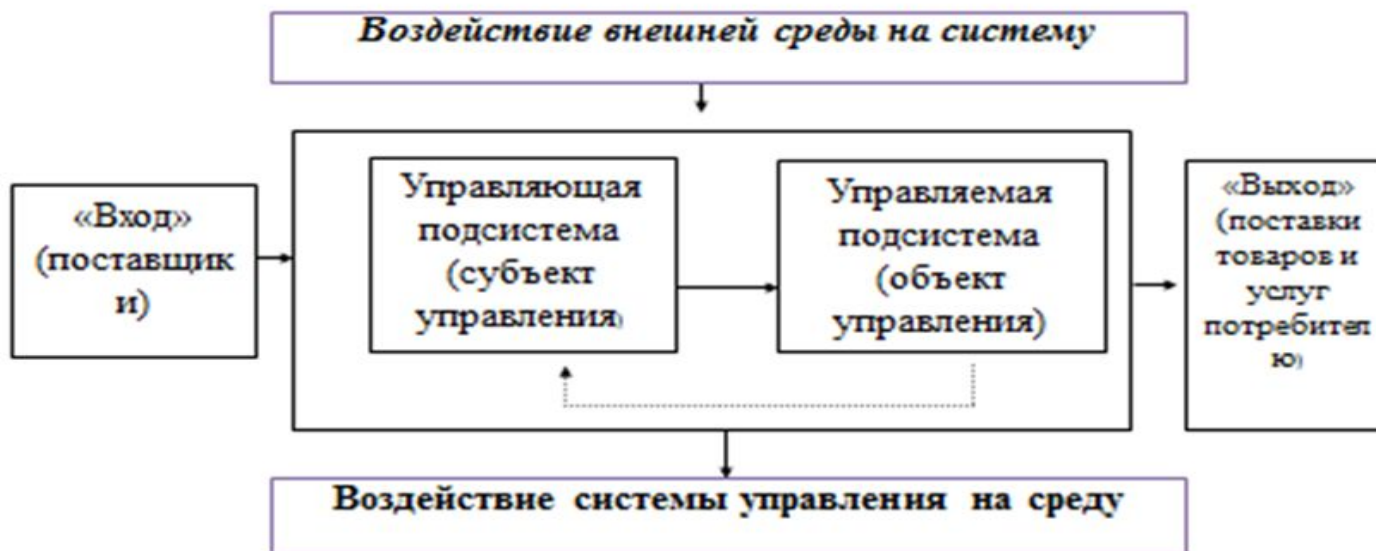 Воздействие внешней среды на систему
«Вход»
(поставщик
и)
Управляющая
подсистема
(субъект
управления)
Управляемая
подсистема
(объект
управления)
«Выход»
(поставки
товаров и
услуг
потребител
ю)
Воздействие системы управления на среду